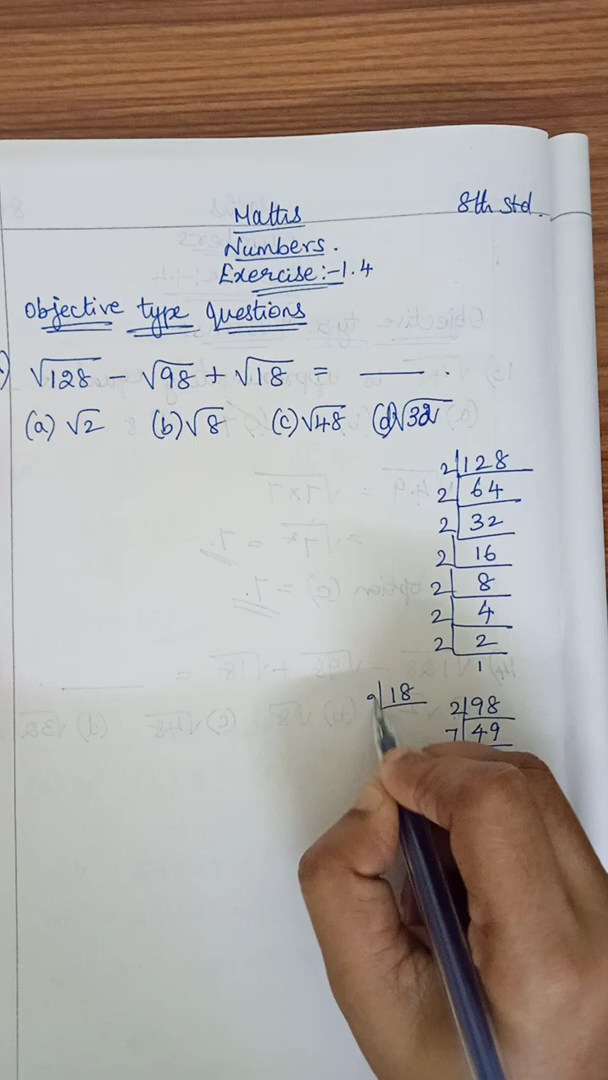 Maths
8th std.
Numbers.
Exercise:-1.4
Objective type Questions
) √128 - √98 + √18 = ____ .
(a) √2 (b) √8 (c) √48 (d) √32
2 128
2 64
2 32
2 16
2 8
2 4
2 2
1
18
2 98
7 49